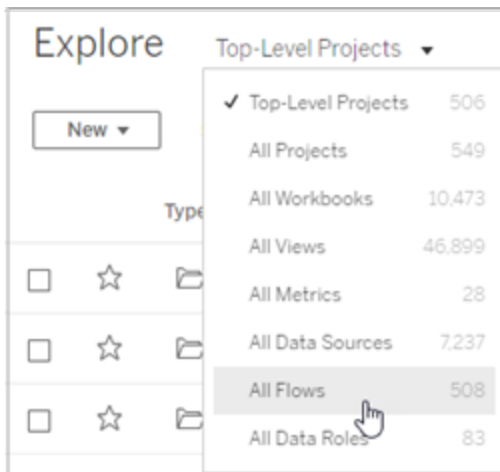 Explore Top-Level Projects
Top-Level Projects 506
New
All Projects 549
All Workbooks 10,473
Type
All Views 46,899
All Metrics 28
All Data Sources 7,237
All Flows 508
All Data Roles 83